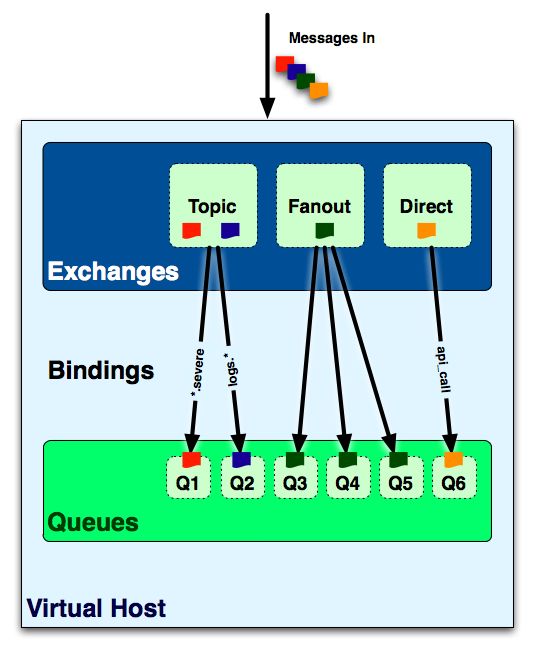 Messages In
Topic
Fanout
Direct
Exchanges
*.severe
logs.*
api_call
Bindings
Q1
Q2
Q3
Q4
Q5
Q6
Queues
Virtual Host